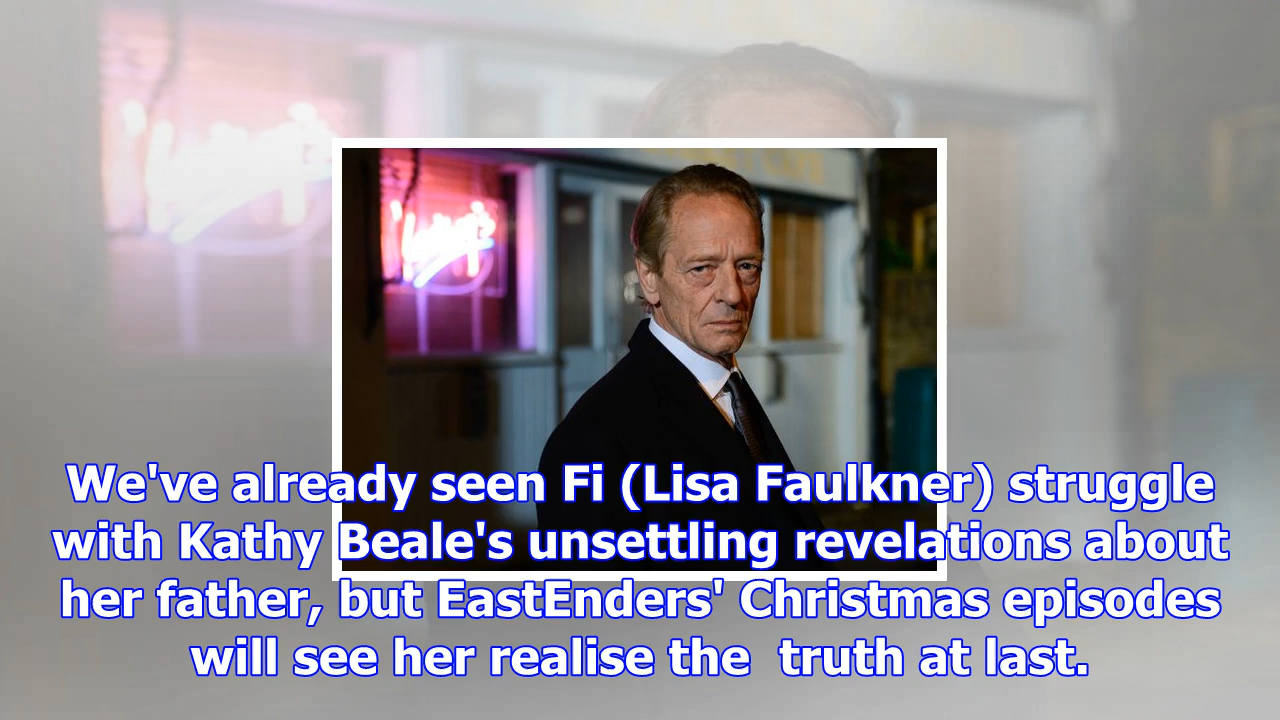 We've already seen Fi (Lisa Faulkner) struggle
with Kathy Beale's unsettling revelations about
her father, but EastEnders' Christmas episodes
will see her realise the  truth at last.